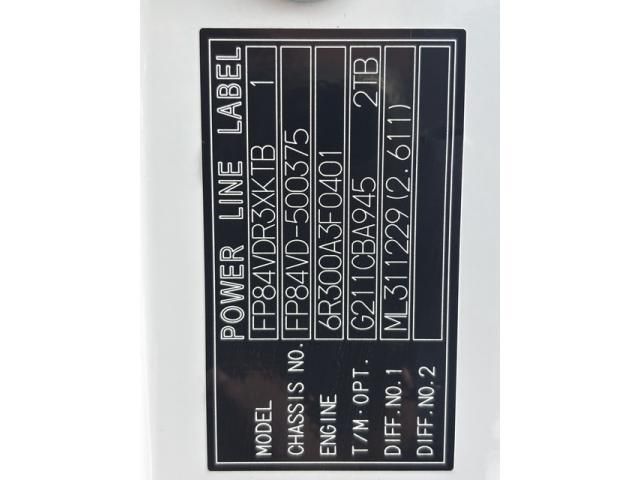 POWER LINE LABEL
MODEL FP84VDR3XKTB 1
CHASSIS NO. FP84VD-500375
ENGINE 6R300A3F0401
T/M·OPT. G211CBA945 2TB
DIFF.NO.1 ML311229(2.611)
DIFF.NO.2